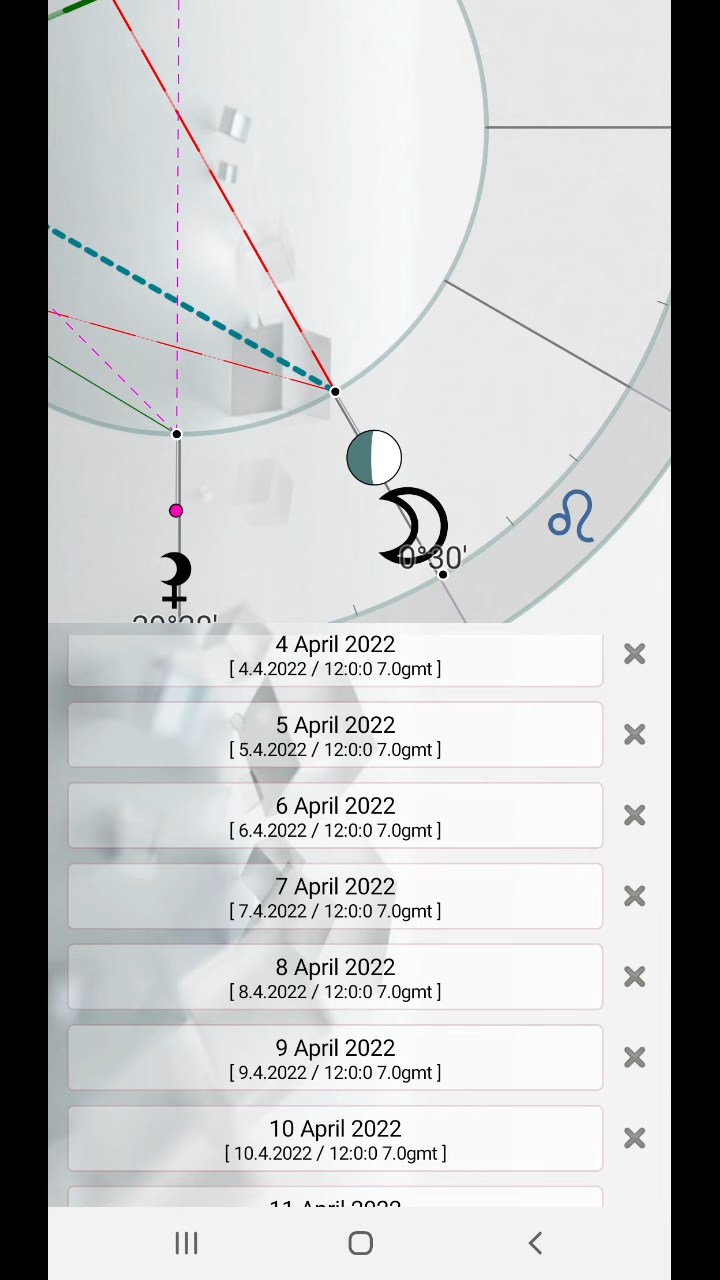 0°30'
4 April 2022
[ 4.4.2022 / 12:0:0 7.0gmt ]
5 April 2022
[ 5.4.2022 / 12:0:0 7.0gmt ]
6 April 2022
[ 6.4.2022 / 12:0:0 7.0gmt ]
7 April 2022
[ 7.4.2022 / 12:0:0 7.0gmt ]
8 April 2022
[ 8.4.2022 / 12:0:0 7.0gmt ]
9 April 2022
[ 9.4.2022 / 12:0:0 7.0gmt ]
10 April 2022
[ 10.4.2022 / 12:0:0 7.0gmt ]
11 April 2022